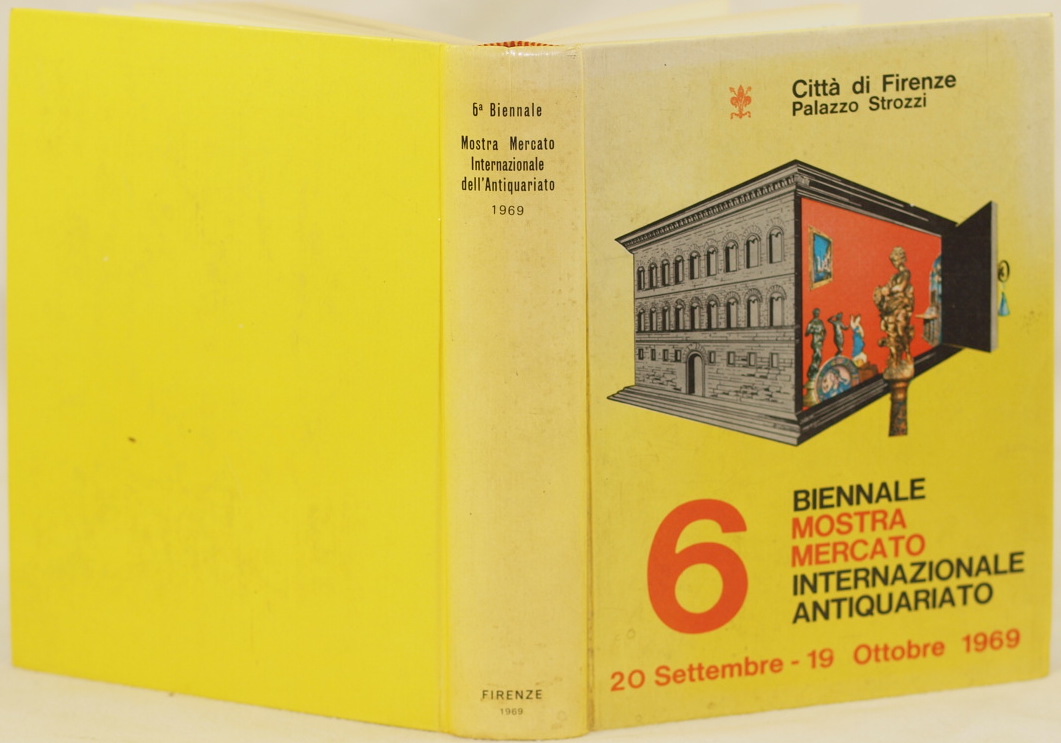 6ª Biennale
Mostra Mercato
Internazionale
dell'Antiquariato
1969
FIRENZE
1969
Città di Firenze
Palazzo Strozzi
6
BIENNALE
MOSTRA
MERCATO
INTERNAZIONALE
ANTIQUARIATO
20 Settembre - 19 Ottobre 1969